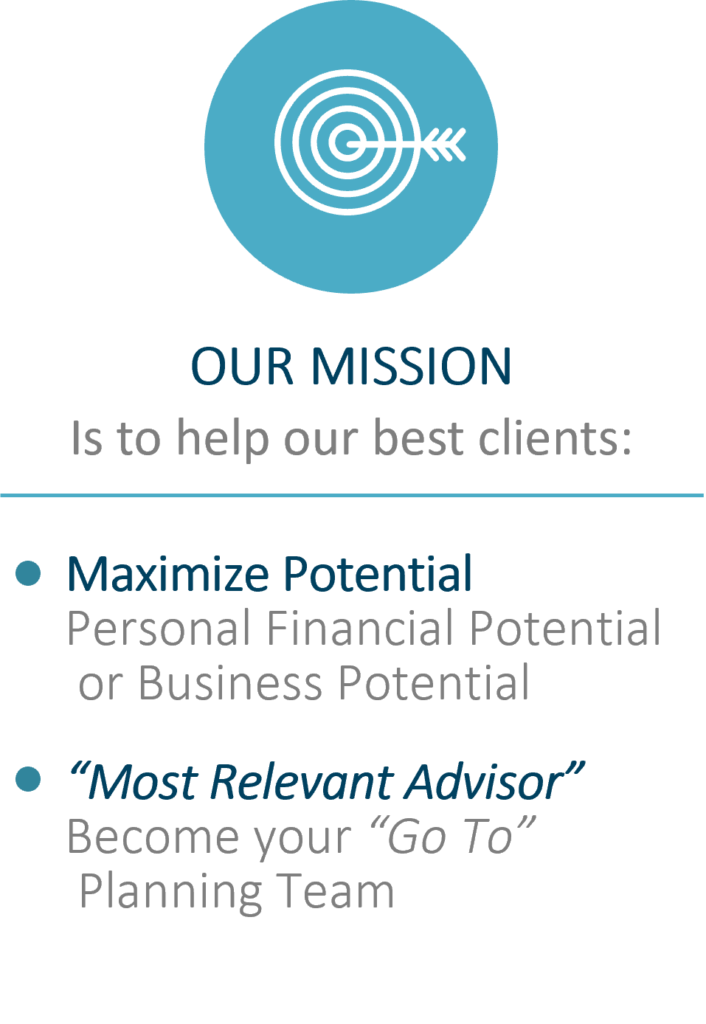 OUR MISSION
Is to help our best clients:
Maximize Potential
Personal Financial Potential
or Business Potential
“Most Relevant Advisor”
Become your “Go To”
Planning Team